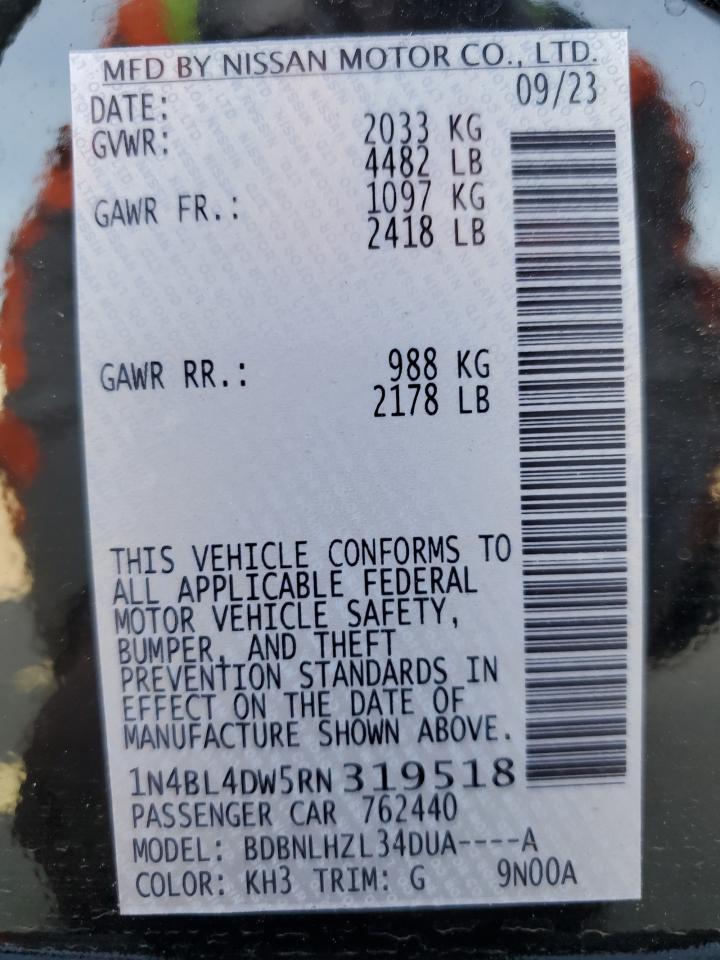 MFD BY NISSAN MOTOR CO., LTD.
DATE: 09/23
GVWR: 2033 KG
4482 LB
GAWR FR.: 1097 KG
2418 LB
GAWR RR.: 988 KG
2178 LB
THIS VEHICLE CONFORMS TO
ALL APPLICABLE FEDERAL
MOTOR VEHICLE SAFETY,
BUMPER, AND THEFT
PREVENTION STANDARDS IN
EFFECT ON THE DATE OF
MANUFACTURE SHOWN ABOVE.
1N4BL4DW5RN319518
PASSENGER CAR 762440
MODEL: BDBNLHZL34DUA----A
COLOR: KH3 TRIM: G 9N00A